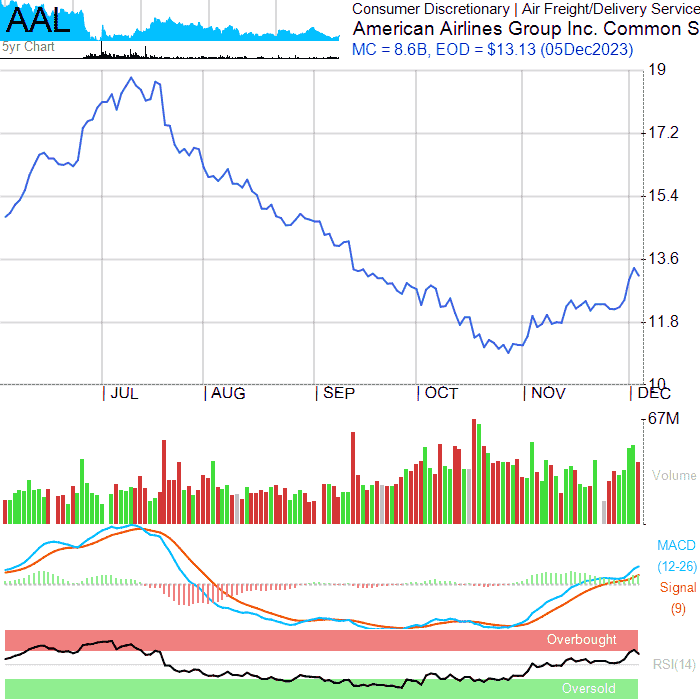 AAL
5yr Chart
Consumer Discretionary | Air Freight/Delivery Service
American Airlines Group Inc. Common S
MC = 8.6B, EOD = $13.13 (05Dec2023)
19
17.2
15.4
13.6
11.8
10
JUL AUG SEP OCT NOV DEC
67M
Volume
MACD
(12-26)
Signal
(9)
Overbought
RSI(14)
Oversold